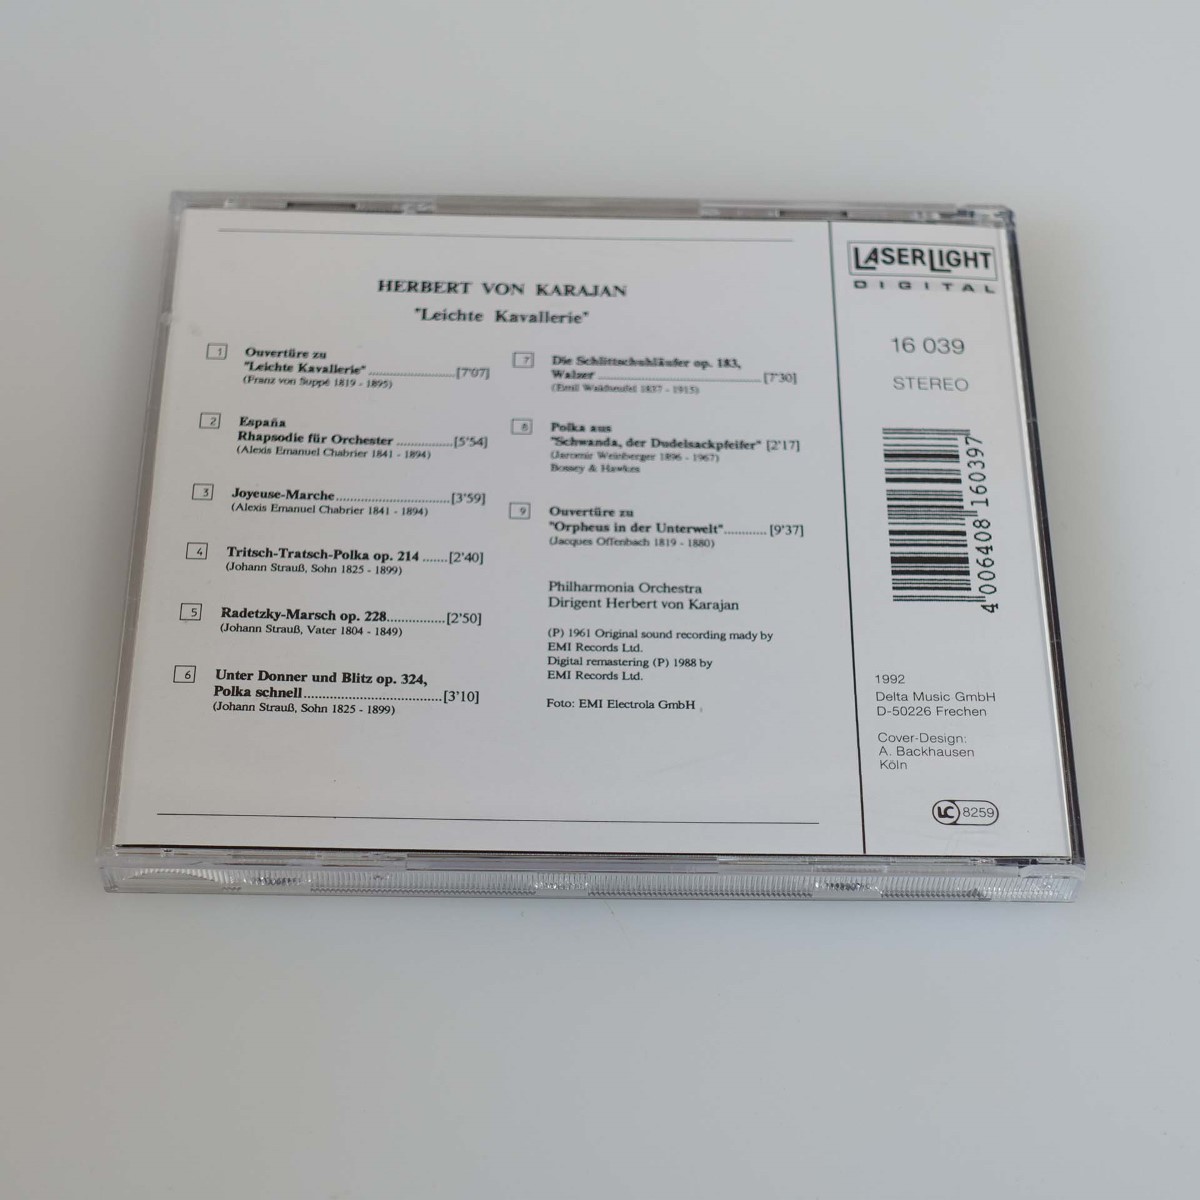 HERBERT VON KARAJAN
"Leichte Kavallerie"
1 Ouvertüre zu
"Leichte Kavallerie" [7'07]
(Franz von Suppé 1819 - 1895)
2 España
Rhapsodie für Orchester [5'54]
(Alexis Emanuel Chabrier 1841 - 1894)
3 Joyeuse-Marche [3'59]
(Alexis Emanuel Chabrier 1841 - 1894)
4 Tritsch-Tratsch-Polka op. 214 [2'40]
(Johann Strauß, Sohn 1825 - 1899)
5 Radetzky-Marsch op. 228 [2'50]
(Johann Strauß, Vater 1804 - 1849)
6 Unter Donner und Blitz op. 324,
Polka schnell [3'10]
(Johann Strauß, Sohn 1825 - 1899)
7 Die Schlittschuhläufer op. 183,
Walzer [7'30]
(Emil Waldteufel 1837 - 1915)
8 Polka aus
"Schwanda, der Dudelsackpfeifer" [2'17]
(Jaromir Weinberger 1896 - 1967)
Bossey & Hawkes
9 Ouvertüre zu
"Orpheus in der Unterwelt" [9'37]
(Jacques Offenbach 1819 - 1880)
Philharmonia Orchestra
Dirigent Herbert von Karajan
(P) 1961 Original sound recording mady by
EMI Records Ltd.
Digital remastering (P) 1988 by
EMI Records Ltd.
Foto: EMI Electrola GmbH
LASERLIGHT
DIGITAL
16 039
STEREO
4 006408 160397
1992
Delta Music GmbH
D-50226 Frechen
Cover-Design:
A. Backhausen
Köln
LC 8259